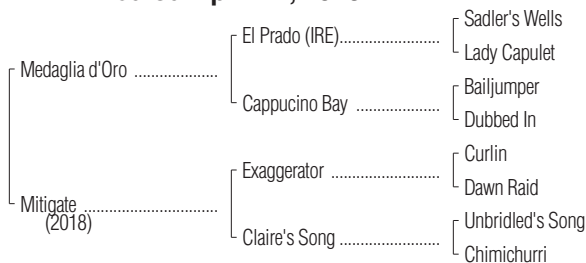 Sadler's Wells
El Prado (IRE)
Lady Capulet
Medaglia d'Oro
Bailjumper
Cappucino Bay
Dubbed In
Curlin
Exaggerator
Dawn Raid
Mitigate
(2018)
Unbridled's Song
Claire's Song
Chimichurri